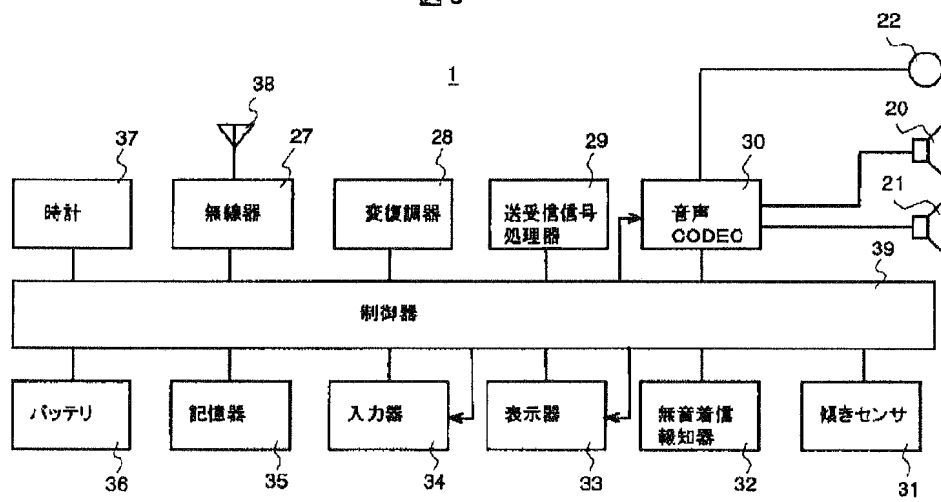 22
1
38
20
37
27
28
29
30
21
時計
無線器
変復調器
送受信信号
処理器
音声
CODEC
39
制御器
バッテリ
記憶器
入力器
表示器
無音着信
報知器
傾きセンサ
36
35
34
33
32
31